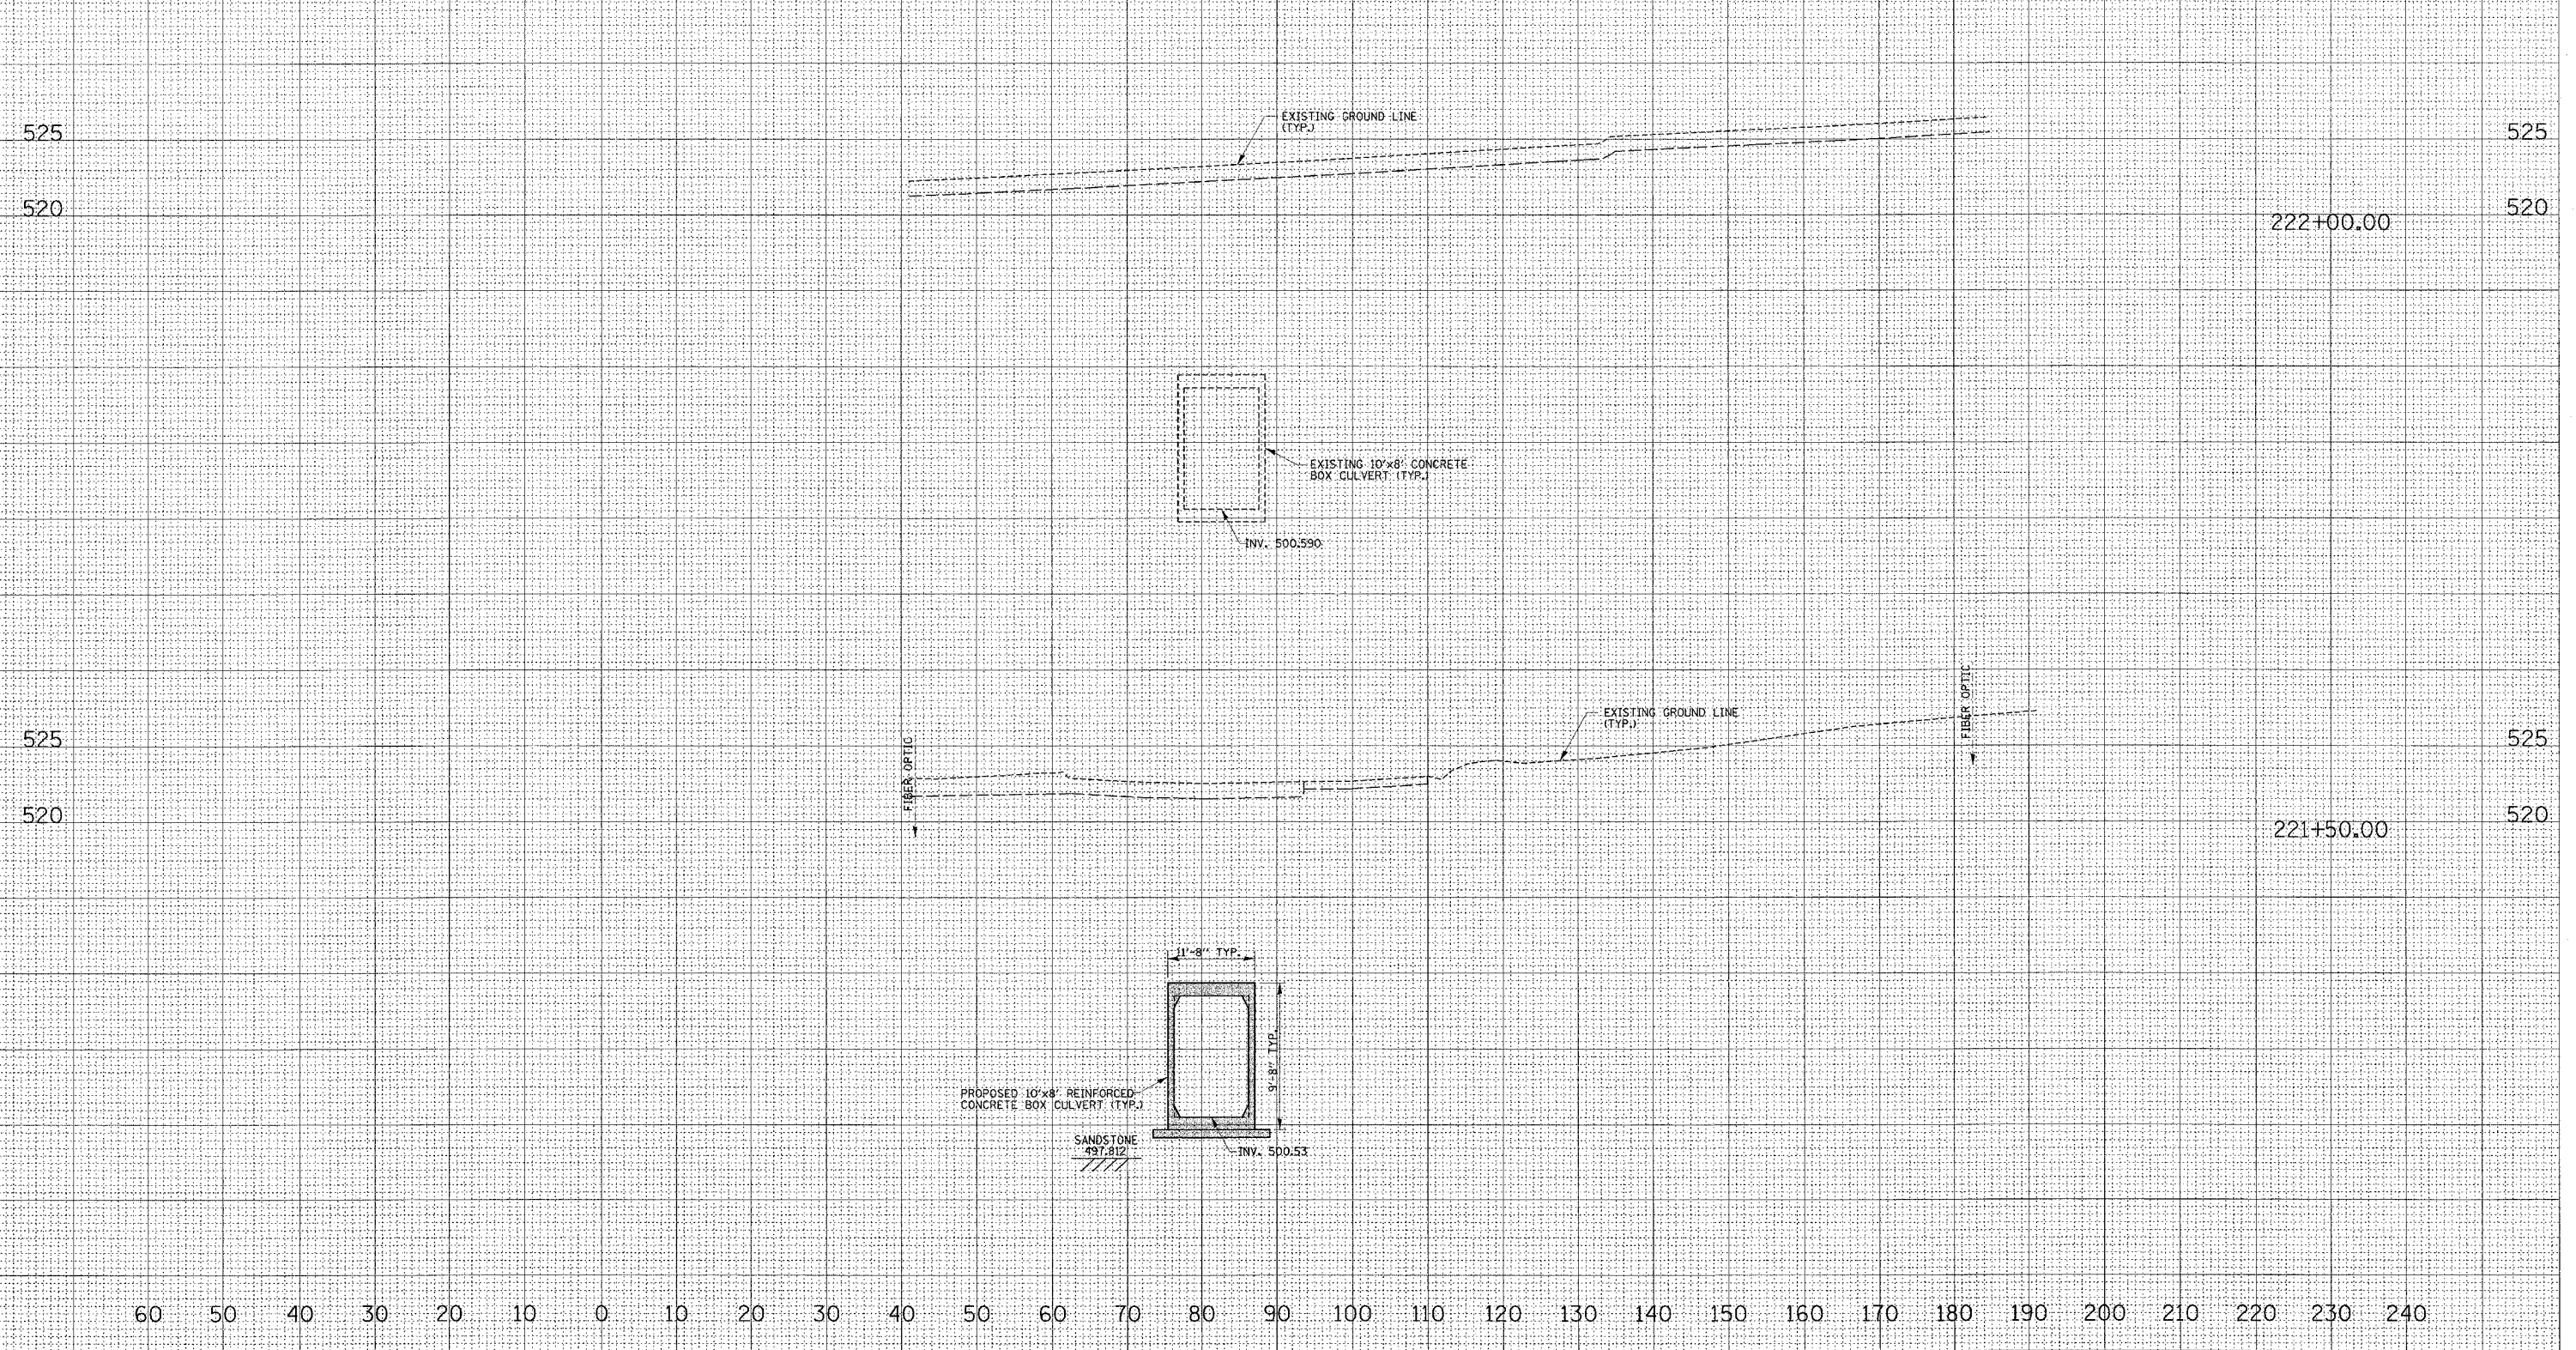 EXISTING GROUND LINE
(TYP.)
525
525
520
520
222+00.00
EXISTING 10'x8' CONCRETE
BOX CULVERT (TYP.)
INV. 500.590
FIBER OPTIC
EXISTING GROUND LINE
(TYP.)
525
525
FIBER OPTIC
520
520
221+50.00
11'-8" TYP.
9'-8" TYP.
PROPOSED 10'x8' REINFORCED
CONCRETE BOX CULVERT (TYP.)
SANDSTONE
497.812
INV. 500.53
60 50 40 30 20 10 0 10 20 30 40 50 60 70 80 90 100 110 120 130 140 150 160 170 180 190 200 210 220 230 240